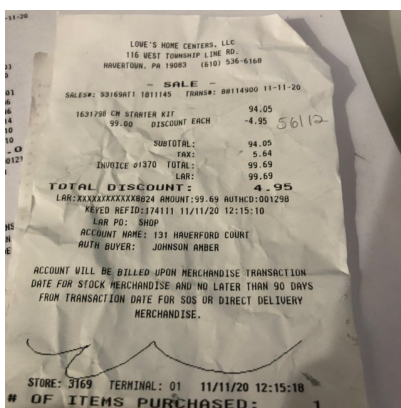 -11-20
LOWE'S HOME CENTERS, LLC
116 WEST TOWNSHIP LINE RD.
HAVERTOWN, PA 19083 (610) 536-6160
- SALE -
SALES#: S3169AT1 1811145 TRANS#: 88114900 11-11-20
1631798 CM STARTER KIT 94.05
99.00 DISCOUNT EACH -4.95 56112
SUBTOTAL: 94.05
TAX: 5.64
INVOICE 01370 TOTAL: 99.69
LAR: 99.69
TOTAL DISCOUNT: 4.95
LAR:XXXXXXXXXXXX8824 AMOUNT:99.69 AUTHCD:001298
KEYED REFID:174111 11/11/20 12:15:10
LAR PO: SHOP
ACCOUNT NAME: 131 HAVERFORD COURT
AUTH BUYER: JOHNSON AMBER
ACCOUNT WILL BE BILLED UPON MERCHANDISE TRANSACTION
DATE FOR STOCK MERCHANDISE AND NO LATER THAN 90 DAYS
FROM TRANSACTION DATE FOR SOS OR DIRECT DELIVERY
MERCHANDISE.
STORE: 3169 TERMINAL: 01 11/11/20 12:15:18
# OF ITEMS PURCHASED: 1